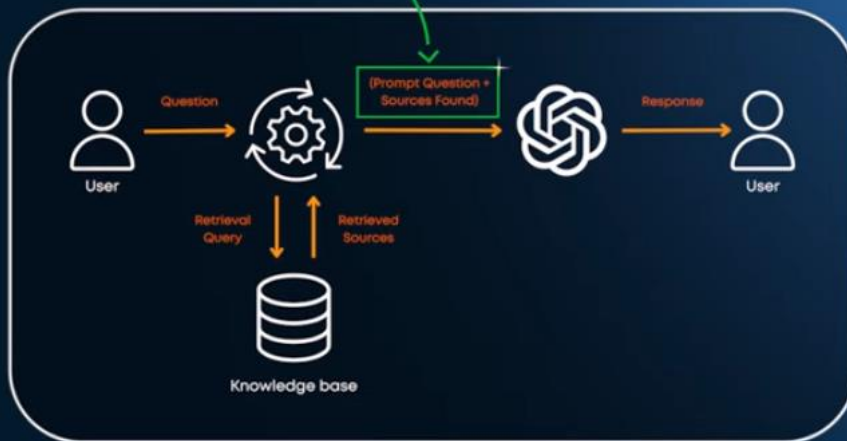 Question
(Prompt Question +
Sources Found)
Response
User
User
Retrieval
Query
Retrieved
Sources
Knowledge base